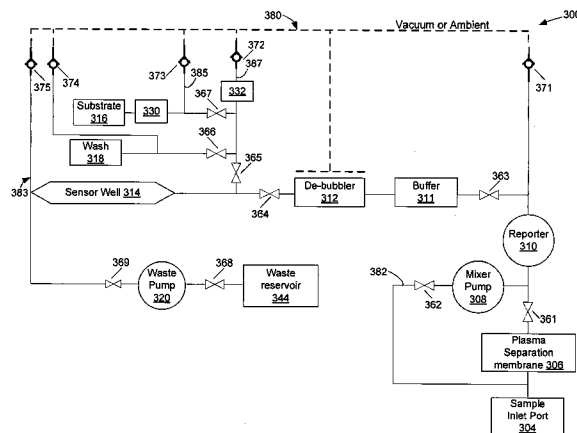 380
300
Vacuum or Ambient
375
374
373
385
372
387
371
367
Substrate
316
330
332
366
Wash
318
365
383
Sensor Well 314
364
De-bubbler
312
Buffer
311
363
Reporter
310
369
Waste
Pump
320
368
Waste
reservoir
344
382
362
Mixer
Pump
308
361
Plasma
Separation
membrane 306
Sample
Inlet Port
304